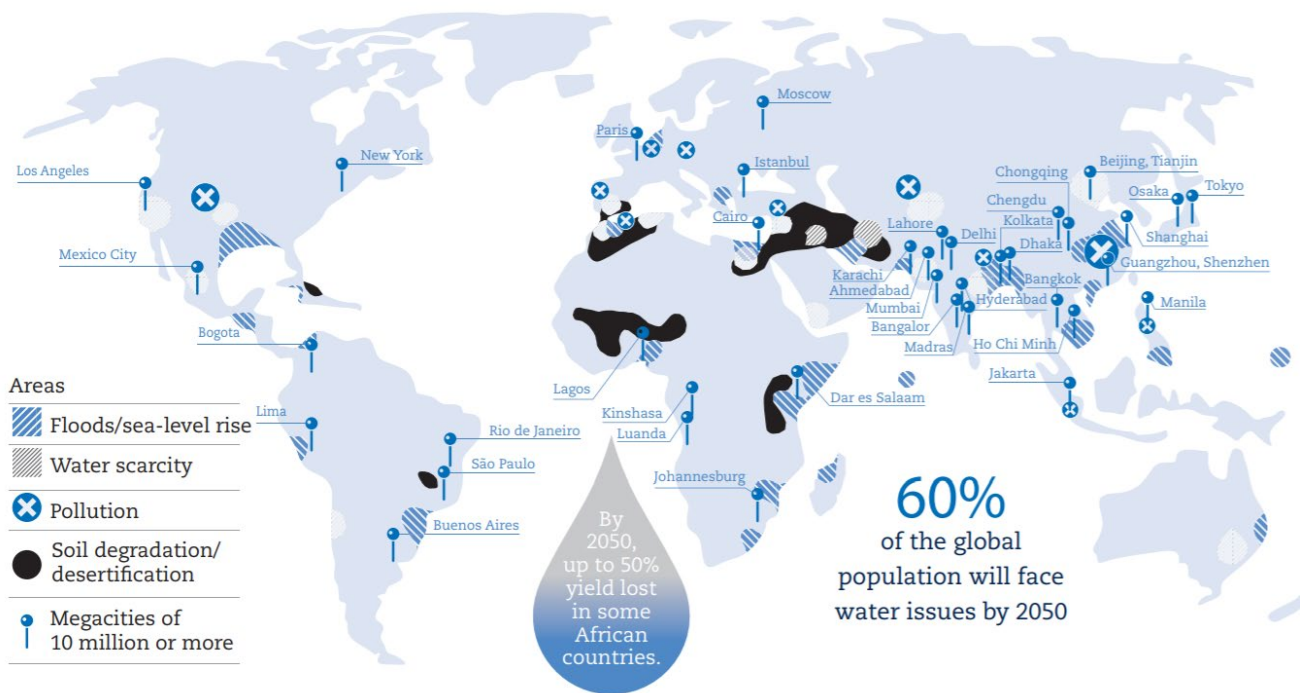 Moscow
Paris
New York
Istanbul
Los Angeles
Chongqing
Beijing, Tianjin
Chengdu
Osaka
Tokyo
Kolkata
Cairo
Lahore
Delhi
Dhaka
Shanghai
Mexico City
Karachi
Ahmedabad
Bangkok
Guangzhou, Shenzhen
Mumbai
Hyderabad
Manila
Bangalor
Madras
Ho Chi Minh
Bogota
Jakarta
Lagos
Dar es Salaam
Kinshasa
Luanda
Lima
Rio de Janeiro
São Paulo
Johannesburg
Buenos Aires
Areas
Floods/sea-level rise
Water scarcity
Pollution
Soil degradation/
desertification
Megacities of
10 million or more
By
2050,
up to 50%
yield lost
in some
African
countries.
60%
of the global
population will face
water issues by 2050